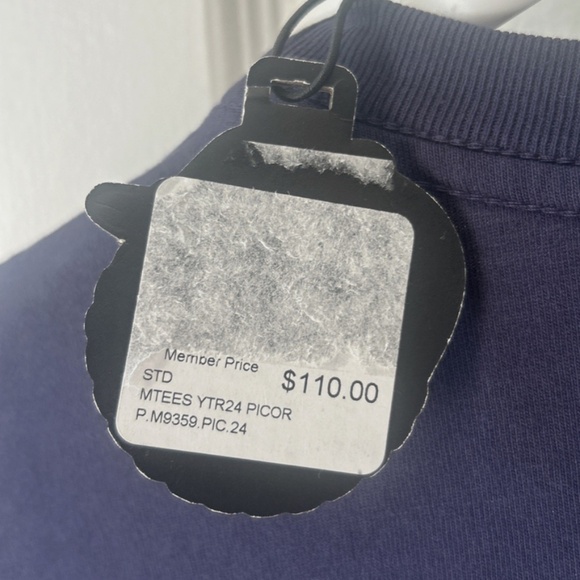 Member Price
STD $110.00
MTEES YTR24 PICOR
P.M9359.PIC.24